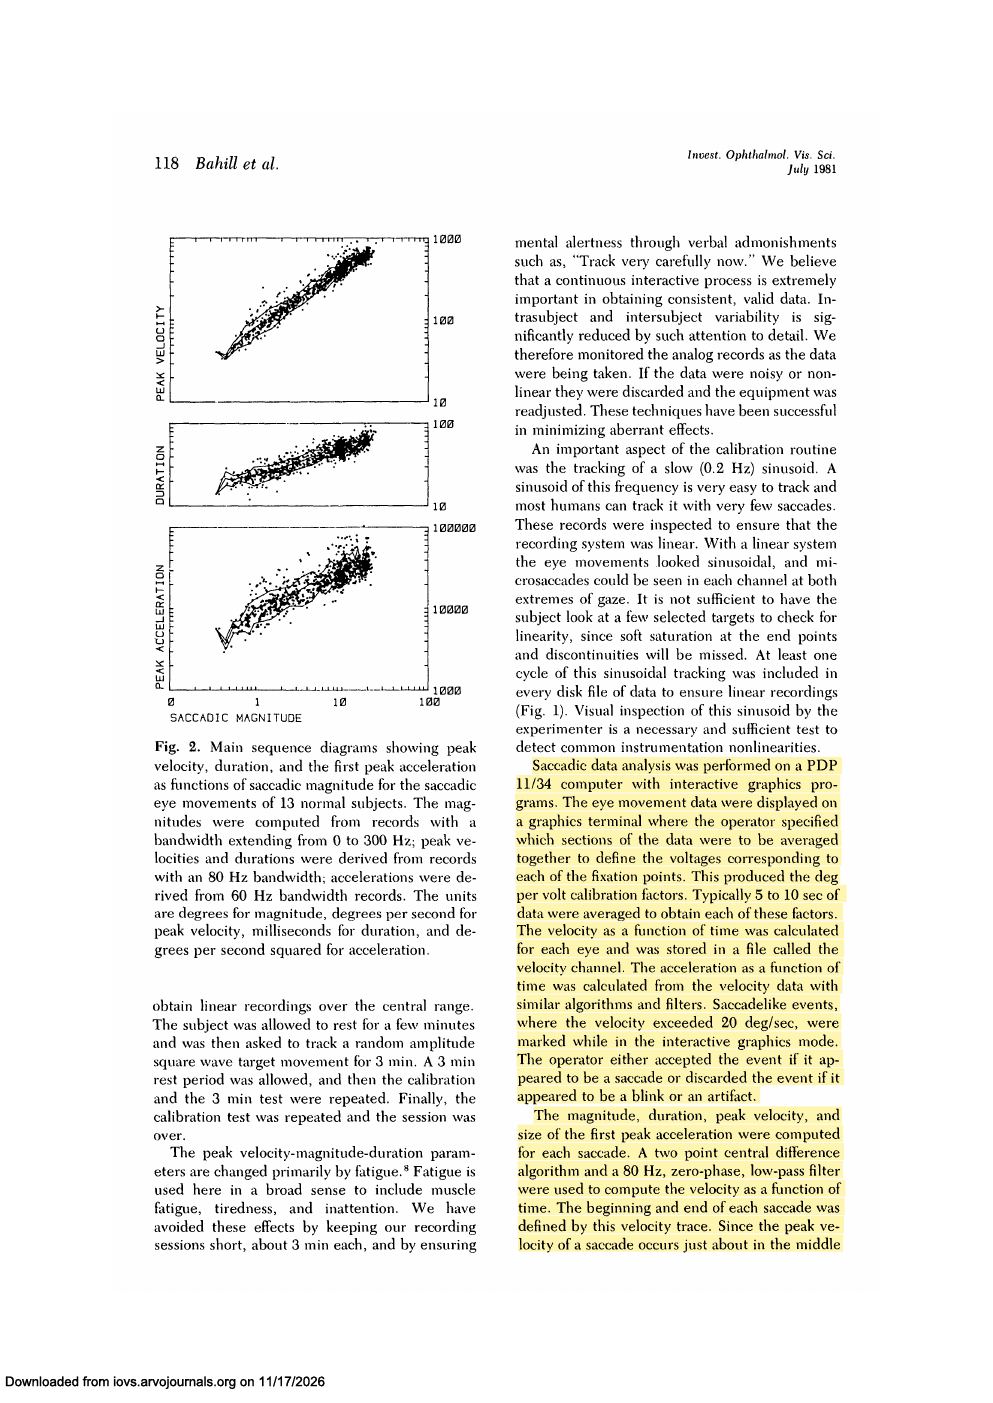 118 Bahill et al.
Invest. Ophthalmol. Vis. Sci.
July 1981
PEAK VELOCITY
1000
100
10
DURATION
100
10
PEAK ACCELERATION
100000
10000
1000
0 1 10 100
SACCADIC MAGNITUDE
Fig. 2. Main sequence diagrams showing peak
velocity, duration, and the first peak acceleration
as functions of saccadic magnitude for the saccadic
eye movements of 13 normal subjects. The mag-
nitudes were computed from records with a
bandwidth extending from 0 to 300 Hz; peak ve-
locities and durations were derived from records
with an 80 Hz bandwidth; accelerations were de-
rived from 60 Hz bandwidth records. The units
are degrees for magnitude, degrees per second for
peak velocity, milliseconds for duration, and de-
grees per second squared for acceleration.
obtain linear recordings over the central range.
The subject was allowed to rest for a few minutes
and was then asked to track a random amplitude
square wave target movement for 3 min. A 3 min
rest period was allowed, and then the calibration
and the 3 min test were repeated. Finally, the
calibration test was repeated and the session was
over.
The peak velocity-magnitude-duration param-
eters are changed primarily by fatigue.⁸ Fatigue is
used here in a broad sense to include muscle
fatigue, tiredness, and inattention. We have
avoided these effects by keeping our recording
sessions short, about 3 min each, and by ensuring
mental alertness through verbal admonishments
such as, "Track very carefully now." We believe
that a continuous interactive process is extremely
important in obtaining consistent, valid data. In-
trasubject and intersubject variability is sig-
nificantly reduced by such attention to detail. We
therefore monitored the analog records as the data
were being taken. If the data were noisy or non-
linear they were discarded and the equipment was
readjusted. These techniques have been successful
in minimizing aberrant effects.
An important aspect of the calibration routine
was the tracking of a slow (0.2 Hz) sinusoid. A
sinusoid of this frequency is very easy to track and
most humans can track it with very few saccades.
These records were inspected to ensure that the
recording system was linear. With a linear system
the eye movements looked sinusoidal, and mi-
crosaccades could be seen in each channel at both
extremes of gaze. It is not sufficient to have the
subject look at a few selected targets to check for
linearity, since soft saturation at the end points
and discontinuities will be missed. At least one
cycle of this sinusoidal tracking was included in
every disk file of data to ensure linear recordings
(Fig. 1). Visual inspection of this sinusoid by the
experimenter is a necessary and sufficient test to
detect common instrumentation nonlinearities.
Saccadic data analysis was performed on a PDP
11/34 computer with interactive graphics pro-
grams. The eye movement data were displayed on
a graphics terminal where the operator specified
which sections of the data were to be averaged
together to define the voltages corresponding to
each of the fixation points. This produced the deg
per volt calibration factors. Typically 5 to 10 sec of
data were averaged to obtain each of these factors.
The velocity as a function of time was calculated
for each eye and was stored in a file called the
velocity channel. The acceleration as a function of
time was calculated from the velocity data with
similar algorithms and filters. Saccadelike events,
where the velocity exceeded 20 deg/sec, were
marked while in the interactive graphics mode.
The operator either accepted the event if it ap-
peared to be a saccade or discarded the event if it
appeared to be a blink or an artifact.
The magnitude, duration, peak velocity, and
size of the first peak acceleration were computed
for each saccade. A two point central difference
algorithm and a 80 Hz, zero-phase, low-pass filter
were used to compute the velocity as a function of
time. The beginning and end of each saccade was
defined by this velocity trace. Since the peak ve-
locity of a saccade occurs just about in the middle
Downloaded from iovs.arvojournals.org on 11/17/2026